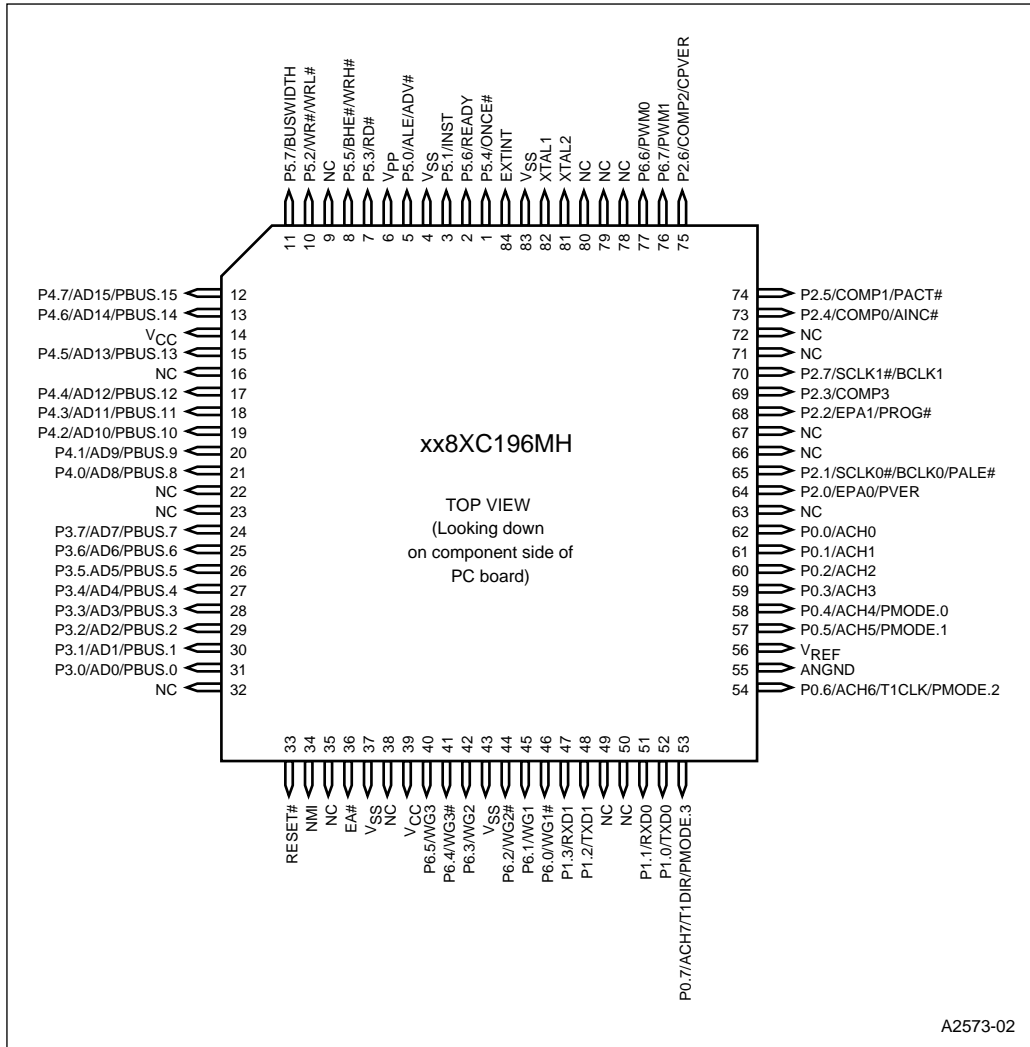 P5.7/BUSWIDTH
P5.2/WR#/WRL#
NC
P5.5/BHE#/WRH#
P5.3/RD#
VPP
P5.0/ALE/ADV#
VSS
P5.1/INST
P5.6/READY
P5.4/ONCE#
EXTINT
VSS
XTAL1
XTAL2
NC
NC
NC
P6.6/PWM0
P6.7/PWM1
P2.6/COMP2/CPVER
11 10 9 8 7 6 5 4 3 2 1 84 83 82 81 80 79 78 77 76 75
P4.7/AD15/PBUS.15 12
P4.6/AD14/PBUS.14 13
VCC 14
P4.5/AD13/PBUS.13 15
NC 16
P4.4/AD12/PBUS.12 17
P4.3/AD11/PBUS.11 18
P4.2/AD10/PBUS.10 19
P4.1/AD9/PBUS.9 20
P4.0/AD8/PBUS.8 21
NC 22
NC 23
P3.7/AD7/PBUS.7 24
P3.6/AD6/PBUS.6 25
P3.5.AD5/PBUS.5 26
P3.4/AD4/PBUS.4 27
P3.3/AD3/PBUS.3 28
P3.2/AD2/PBUS.2 29
P3.1/AD1/PBUS.1 30
P3.0/AD0/PBUS.0 31
NC 32
xx8XC196MH
TOP VIEW
(Looking down
on component side of
PC board)
74 P2.5/COMP1/PACT#
73 P2.4/COMP0/AINC#
72 NC
71 NC
70 P2.7/SCLK1#/BCLK1
69 P2.3/COMP3
68 P2.2/EPA1/PROG#
67 NC
66 NC
65 P2.1/SCLK0#/BCLK0/PALE#
64 P2.0/EPA0/PVER
63 NC
62 P0.0/ACH0
61 P0.1/ACH1
60 P0.2/ACH2
59 P0.3/ACH3
58 P0.4/ACH4/PMODE.0
57 P0.5/ACH5/PMODE.1
56 VREF
55 ANGND
54 P0.6/ACH6/T1CLK/PMODE.2
33 34 35 36 37 38 39 40 41 42 43 44 45 46 47 48 49 50 51 52 53
RESET#
NMI
NC
EA#
VSS
NC
VCC
P6.5/WG3
P6.4/WG3#
P6.3/WG2
VSS
P6.2/WG2#
P6.1/WG1
P6.0/WG1#
P1.3/RXD1
P1.2/TXD1
NC
NC
P1.1/RXD0
P1.0/TXD0
P0.7/ACH7/T1DIR/PMODE.3
A2573-02